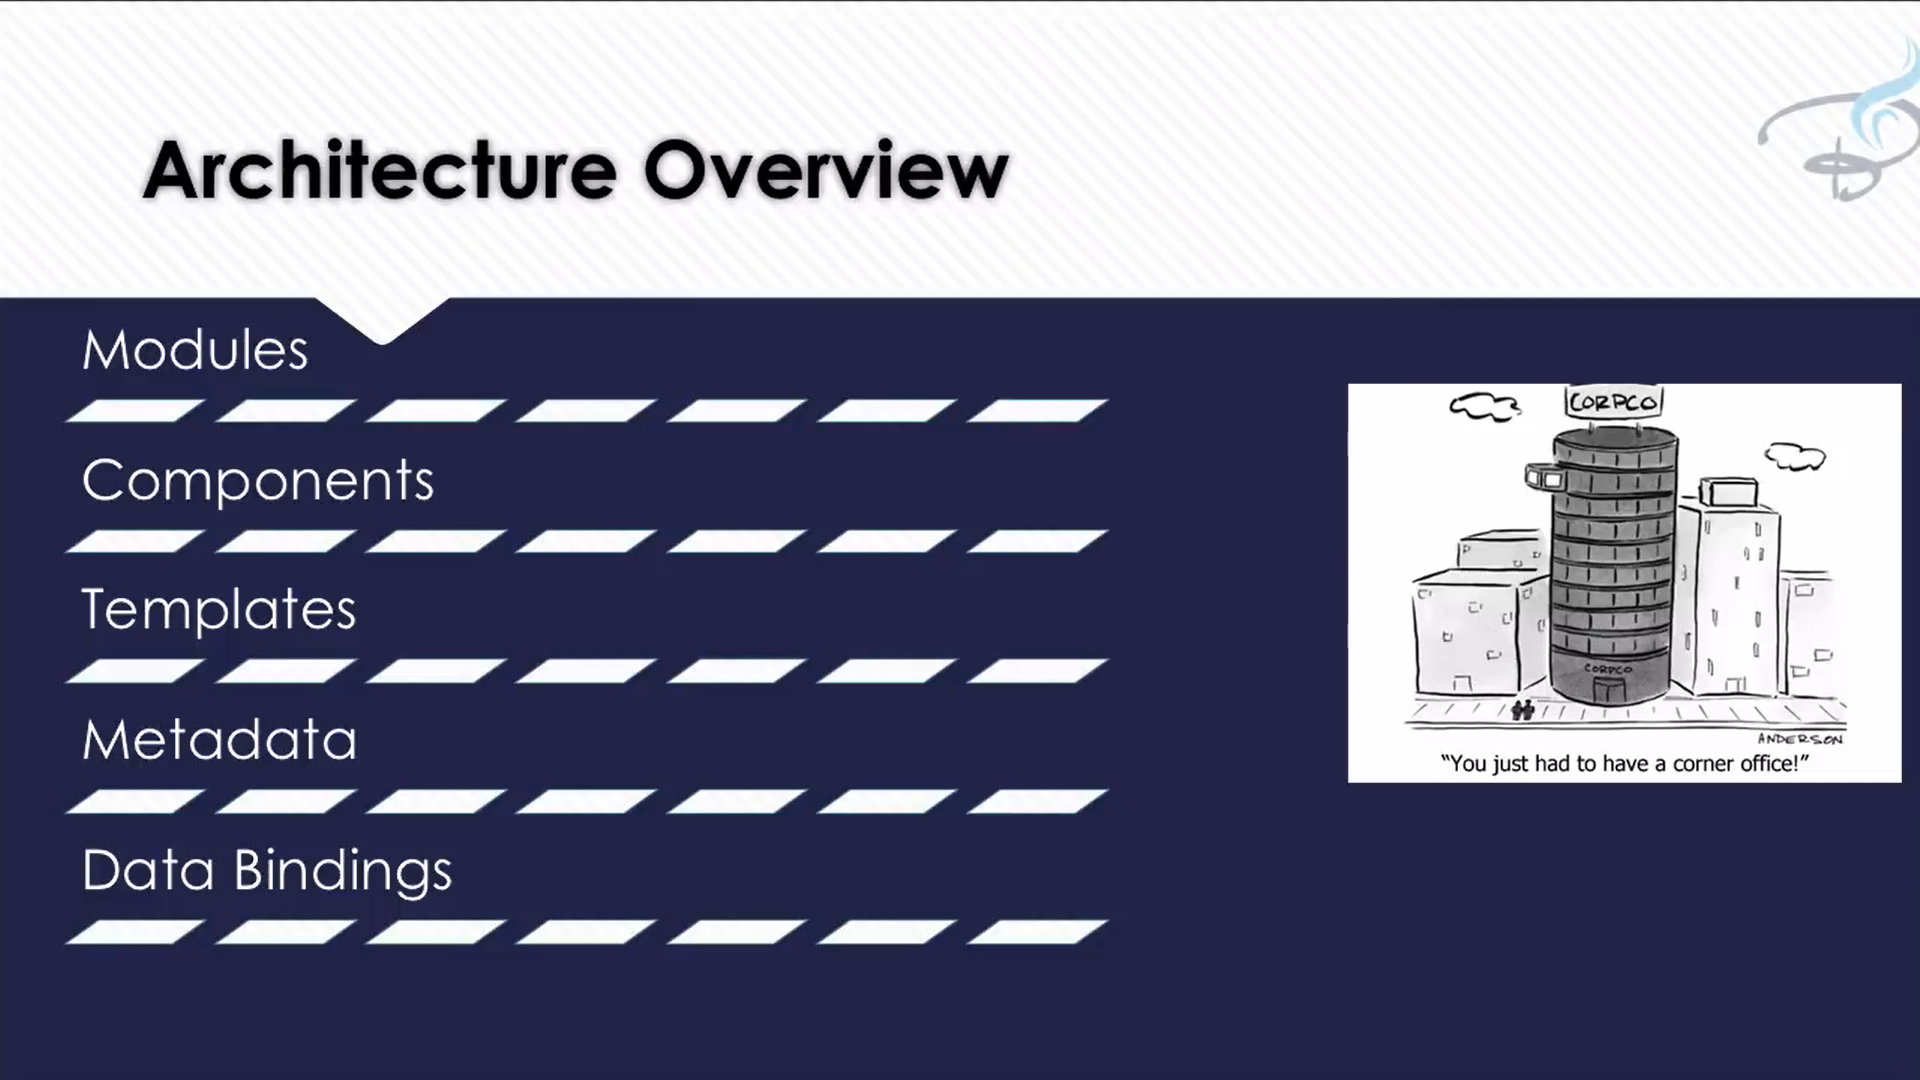 Architecture Overview
Modules
Components
Templates
Metadata
Data Bindings
CORPCO
CORPCO
ANDERSON
“You just had to have a corner office!”